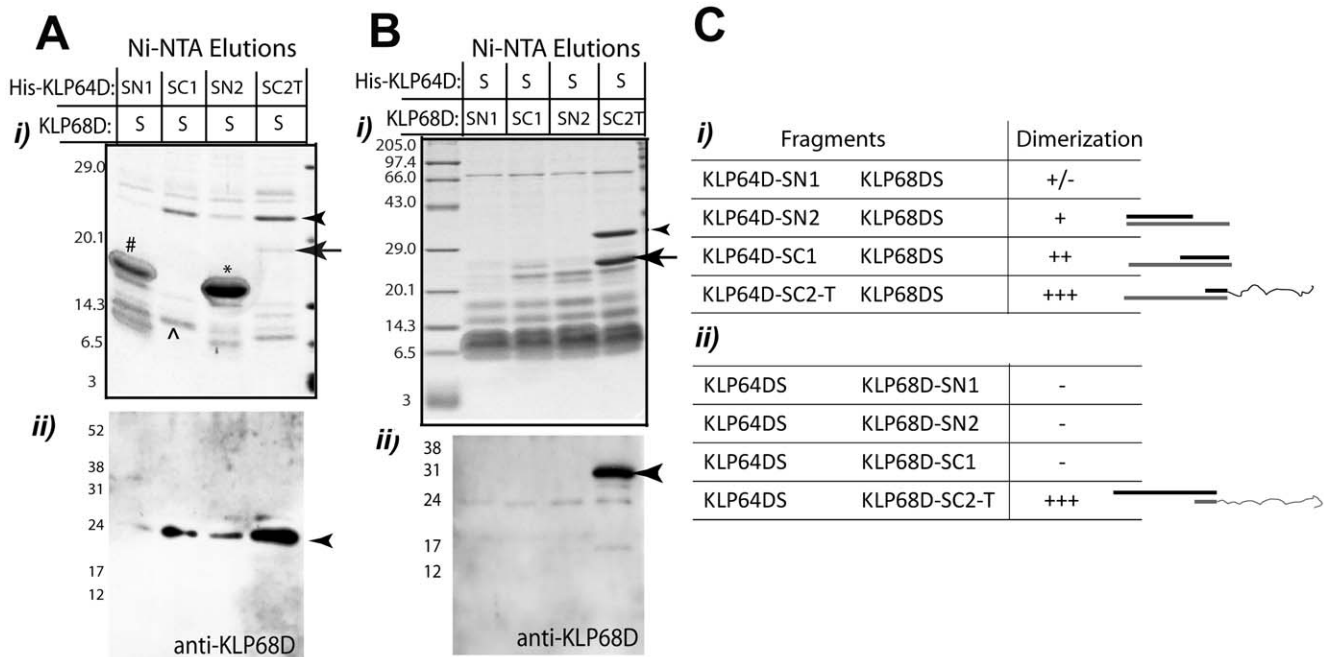 A
Ni-NTA Elutions
His-KLP64D: SN1 SC1 SN2 SC2T
KLP68D: S S S S
i)
29.0
20.1
14.3
6.5
3
#
*
^
ii)
52
38
31
24
17
12
anti-KLP68D
B
Ni-NTA Elutions
His-KLP64D: S S S S
KLP68D: SN1 SC1 SN2 SC2T
i)
205.0
97.4
66.0
43.0
29.0
20.1
14.3
6.5
3
ii)
38
31
24
17
12
anti-KLP68D
C
i)
Fragments Dimerization
KLP64D-SN1 KLP68DS +/-
KLP64D-SN2 KLP68DS +
KLP64D-SC1 KLP68DS ++
KLP64D-SC2-T KLP68DS +++
ii)
KLP64DS KLP68D-SN1 -
KLP64DS KLP68D-SN2 -
KLP64DS KLP68D-SC1 -
KLP64DS KLP68D-SC2-T +++